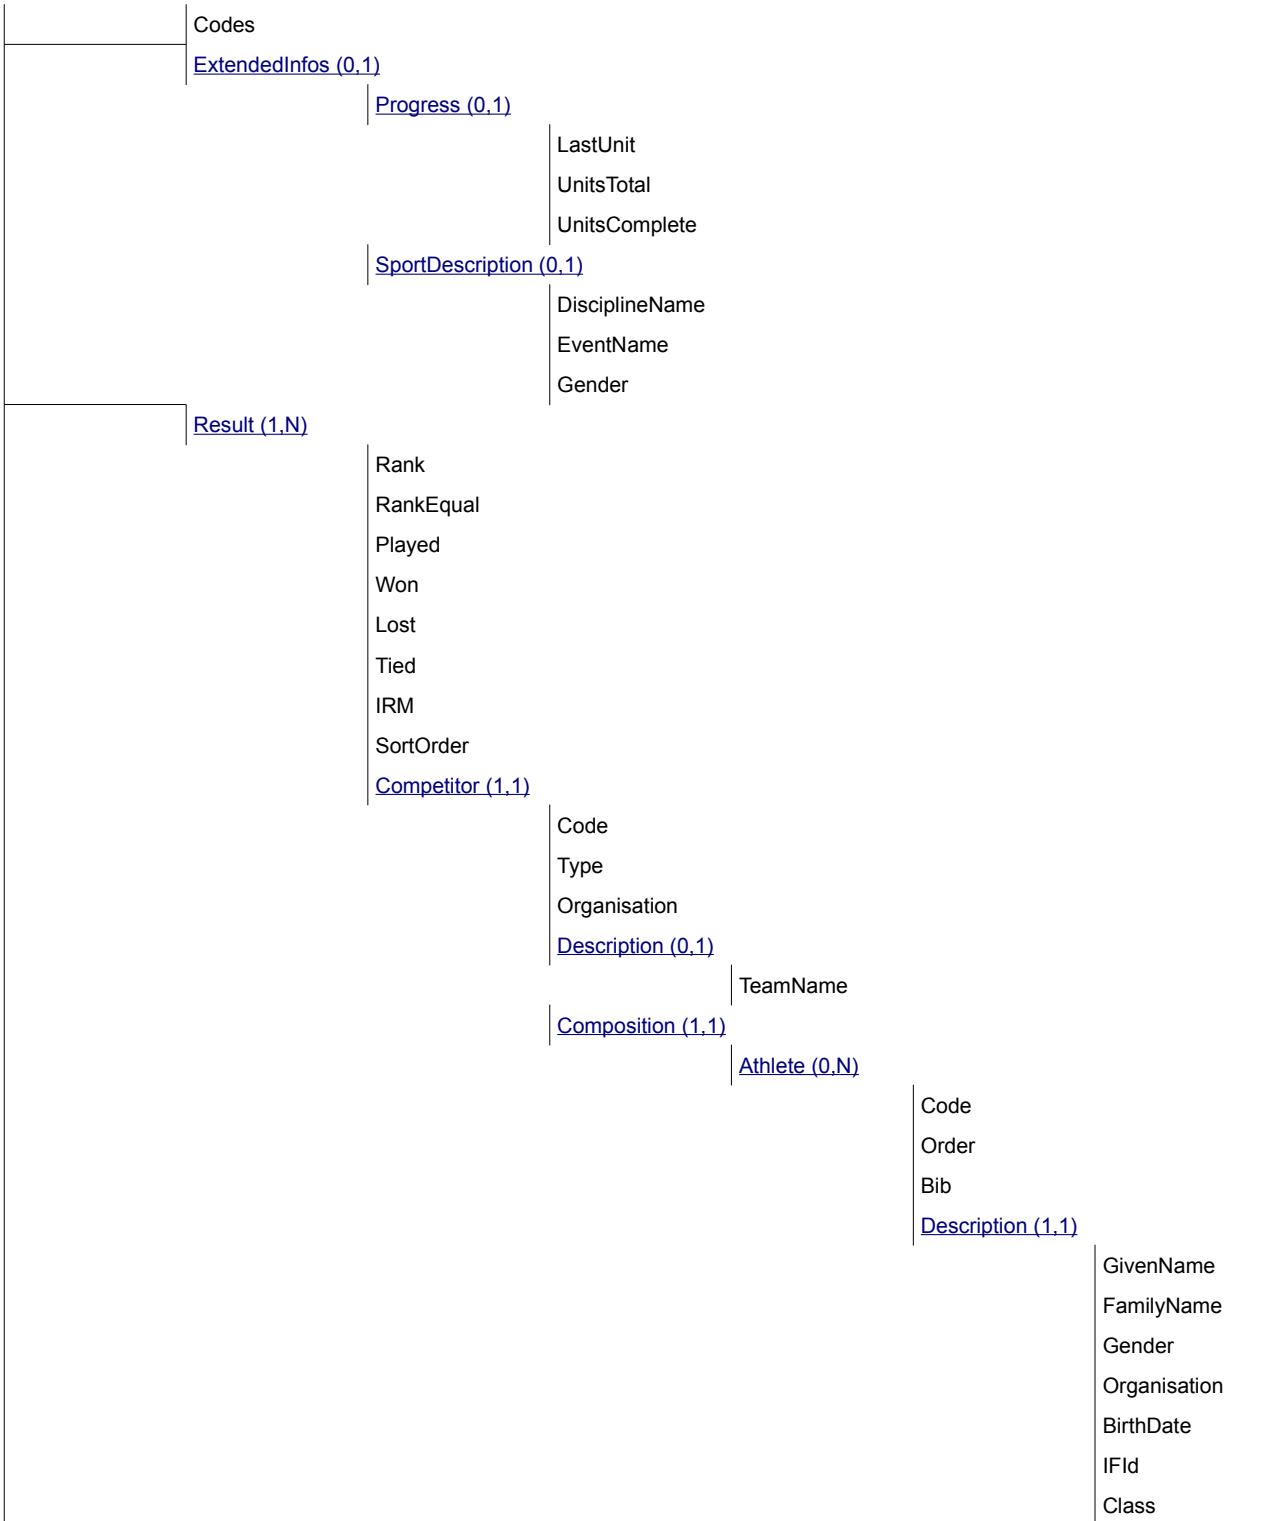 Codes
ExtendedInfos (0,1)
Progress (0,1)
LastUnit
UnitsTotal
UnitsComplete
SportDescription (0,1)
DisciplineName
EventName
Gender
Result (1,N)
Rank
RankEqual
Played
Won
Lost
Tied
IRM
SortOrder
Competitor (1,1)
Code
Type
Organisation
Description (0,1)
TeamName
Composition (1,1)
Athlete (0,N)
Code
Order
Bib
Description (1,1)
GivenName
FamilyName
Gender
Organisation
BirthDate
IFId
Class